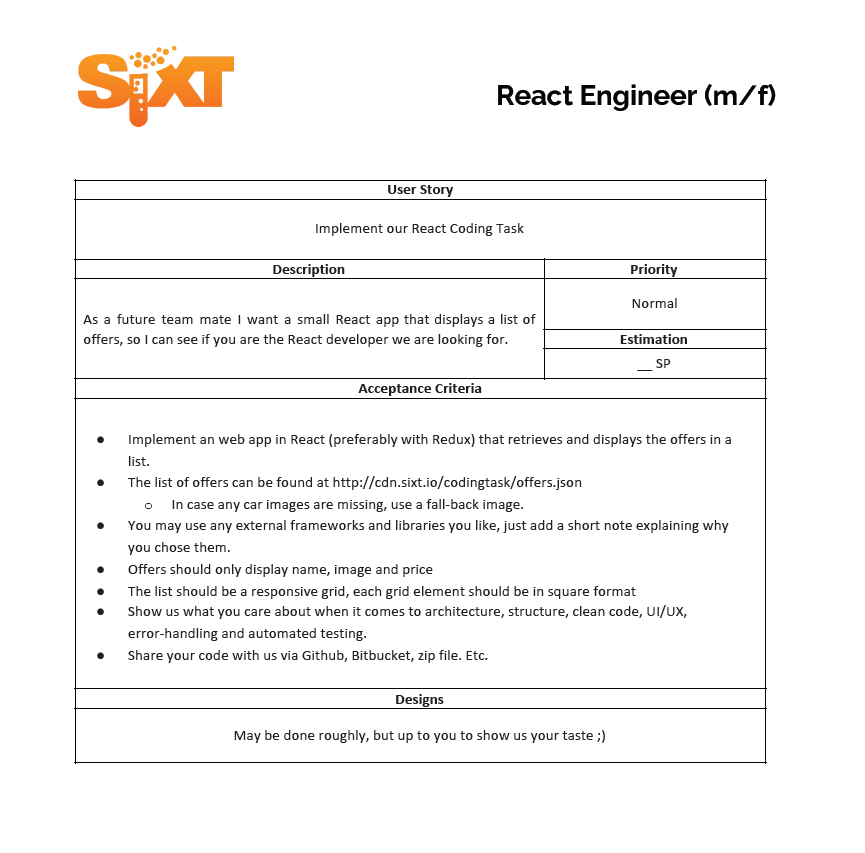 SiXT
React Engineer (m/f)
User Story
Implement our React Coding Task
Description
Priority
As a future team mate I want a small React app that displays a list of
offers, so I can see if you are the React developer we are looking for.
Normal
Estimation
__ SP
Acceptance Criteria
● Implement an web app in React (preferably with Redux) that retrieves and displays the offers in a
list.
● The list of offers can be found at http://cdn.sixt.io/codingtask/offers.json
o In case any car images are missing, use a fall-back image.
● You may use any external frameworks and libraries you like, just add a short note explaining why
you chose them.
● Offers should only display name, image and price
● The list should be a responsive grid, each grid element should be in square format
● Show us what you care about when it comes to architecture, structure, clean code, UI/UX,
error-handling and automated testing.
● Share your code with us via Github, Bitbucket, zip file. Etc.
Designs
May be done roughly, but up to you to show us your taste ;)